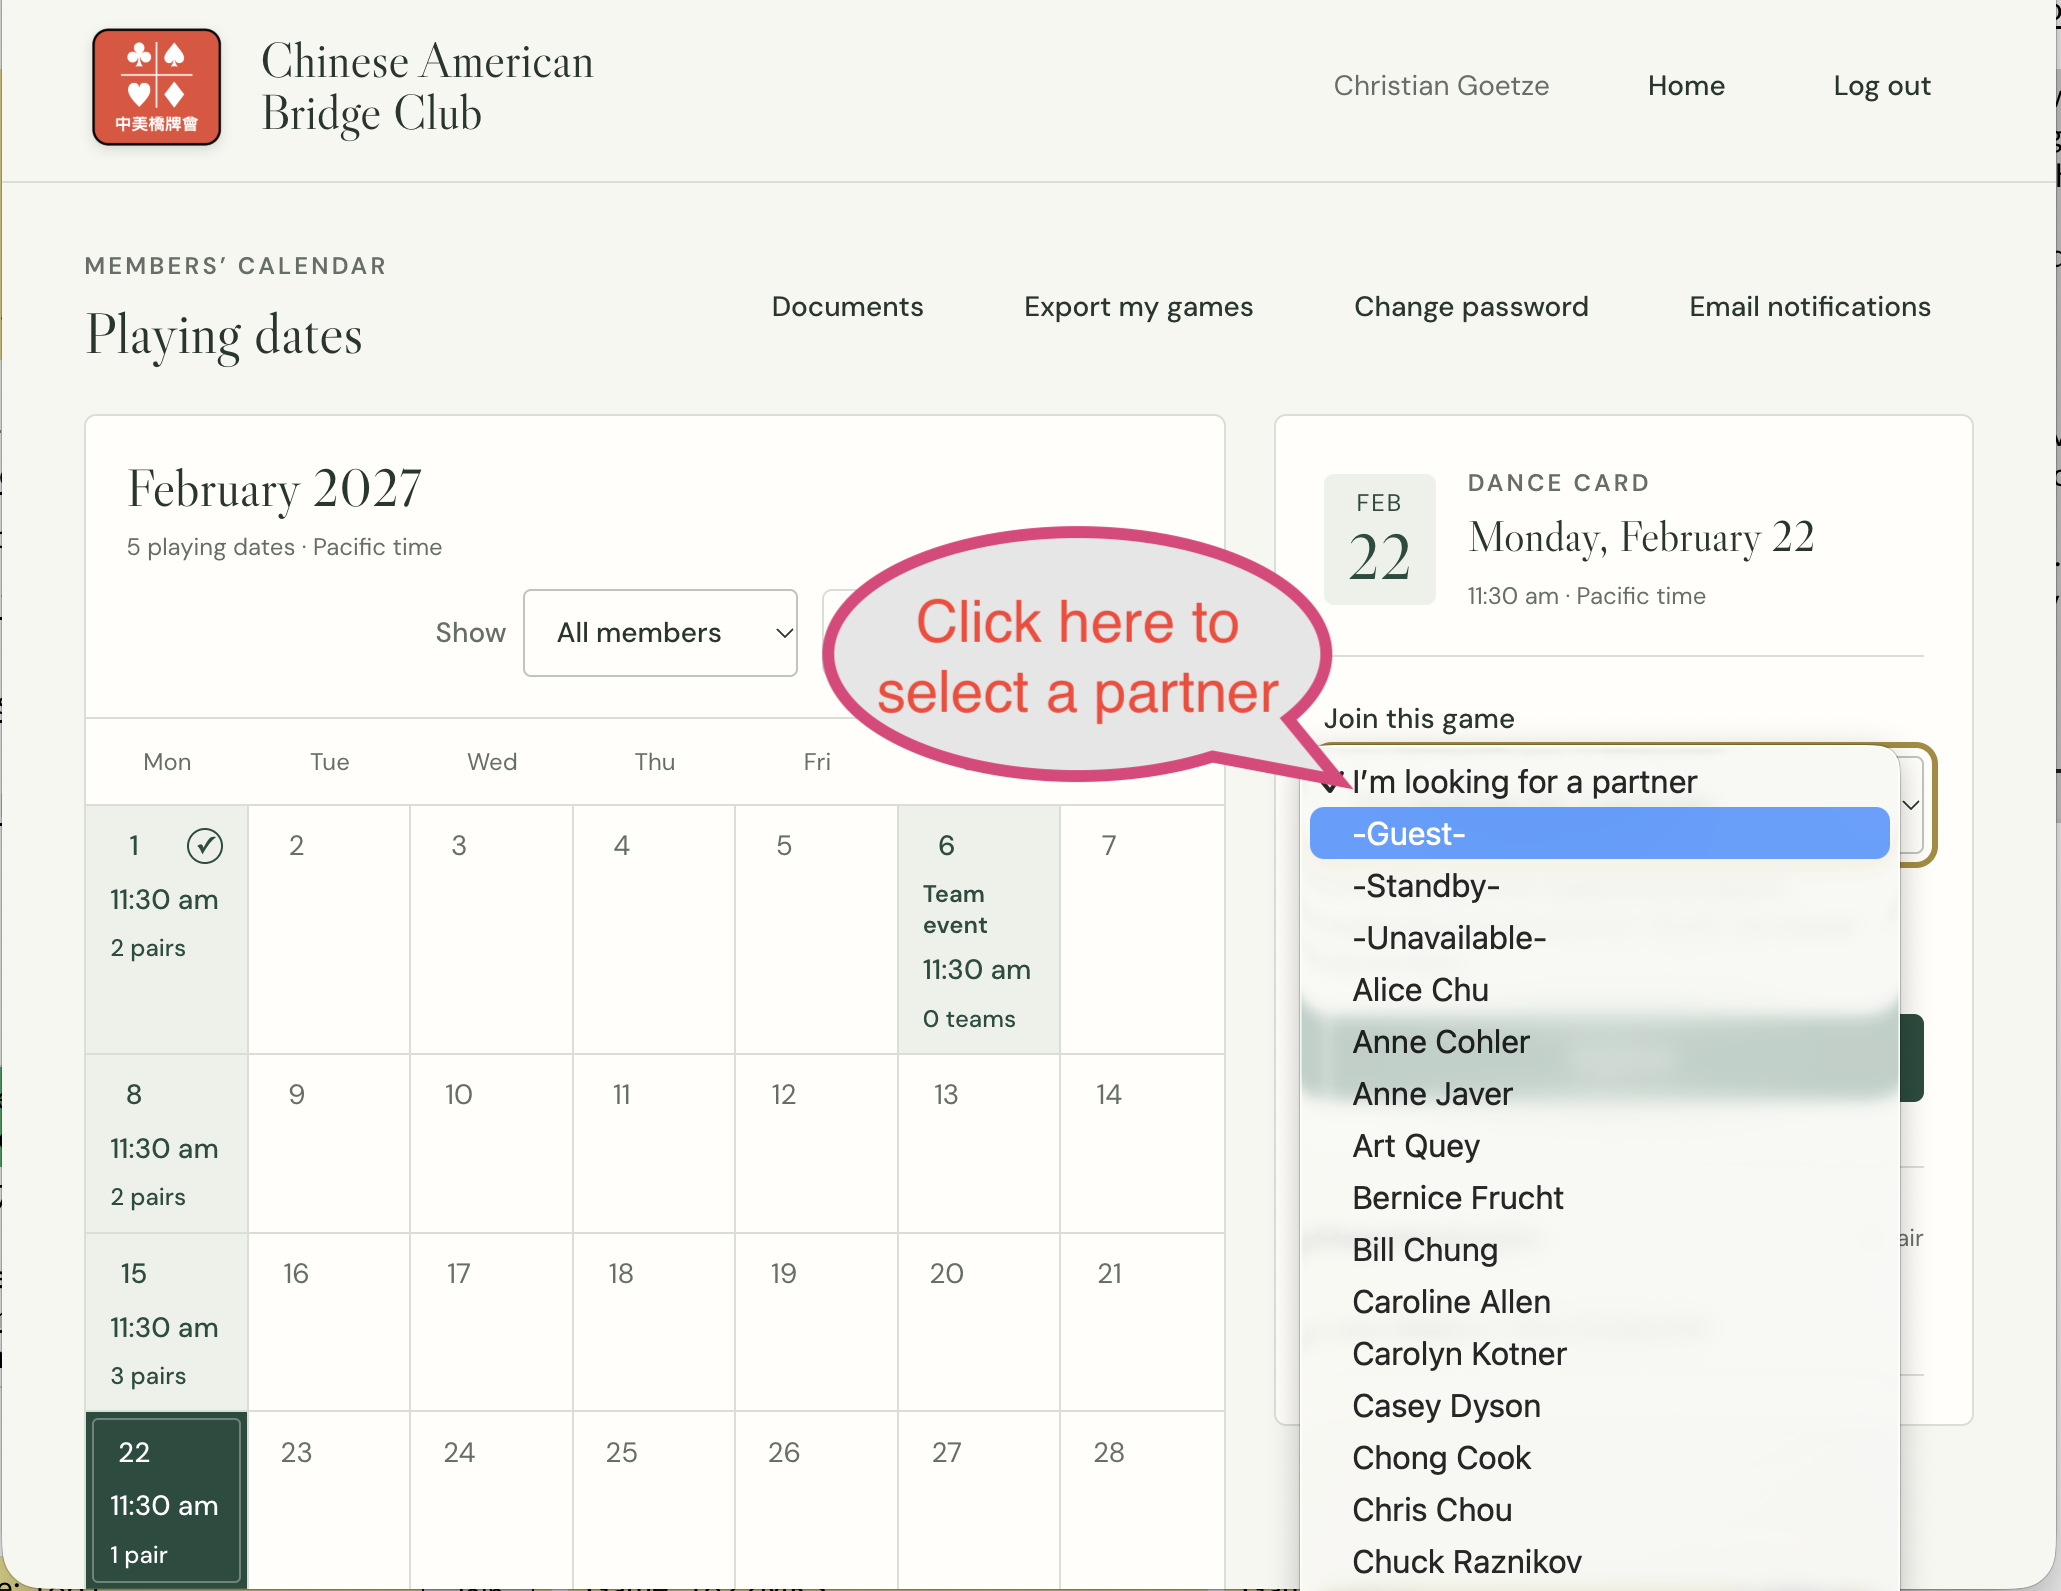 中美橋牌會
Chinese American
Bridge Club
Christian Goetze
Home
Log out
MEMBERS’ CALENDAR
Playing dates
Documents
Export my games
Change password
Email notifications
February 2027
5 playing dates · Pacific time
Show
All members
Click here to
select a partner
Mon
Tue
Wed
Thu
Fri
1
11:30 am
2 pairs
2
3
4
5
6
Team
event
11:30 am
0 teams
7
8
11:30 am
2 pairs
9
10
11
12
13
14
15
11:30 am
3 pairs
16
17
18
19
20
21
22
11:30 am
1 pair
23
24
25
26
27
28
FEB
22
DANCE CARD
Monday, February 22
11:30 am · Pacific time
Join this game
I’m looking for a partner
-Guest-
-Standby-
-Unavailable-
Alice Chu
Anne Cohler
Anne Javer
Art Quey
Bernice Frucht
Bill Chung
Caroline Allen
Carolyn Kotner
Casey Dyson
Chong Cook
Chris Chou
Chuck Raznikov